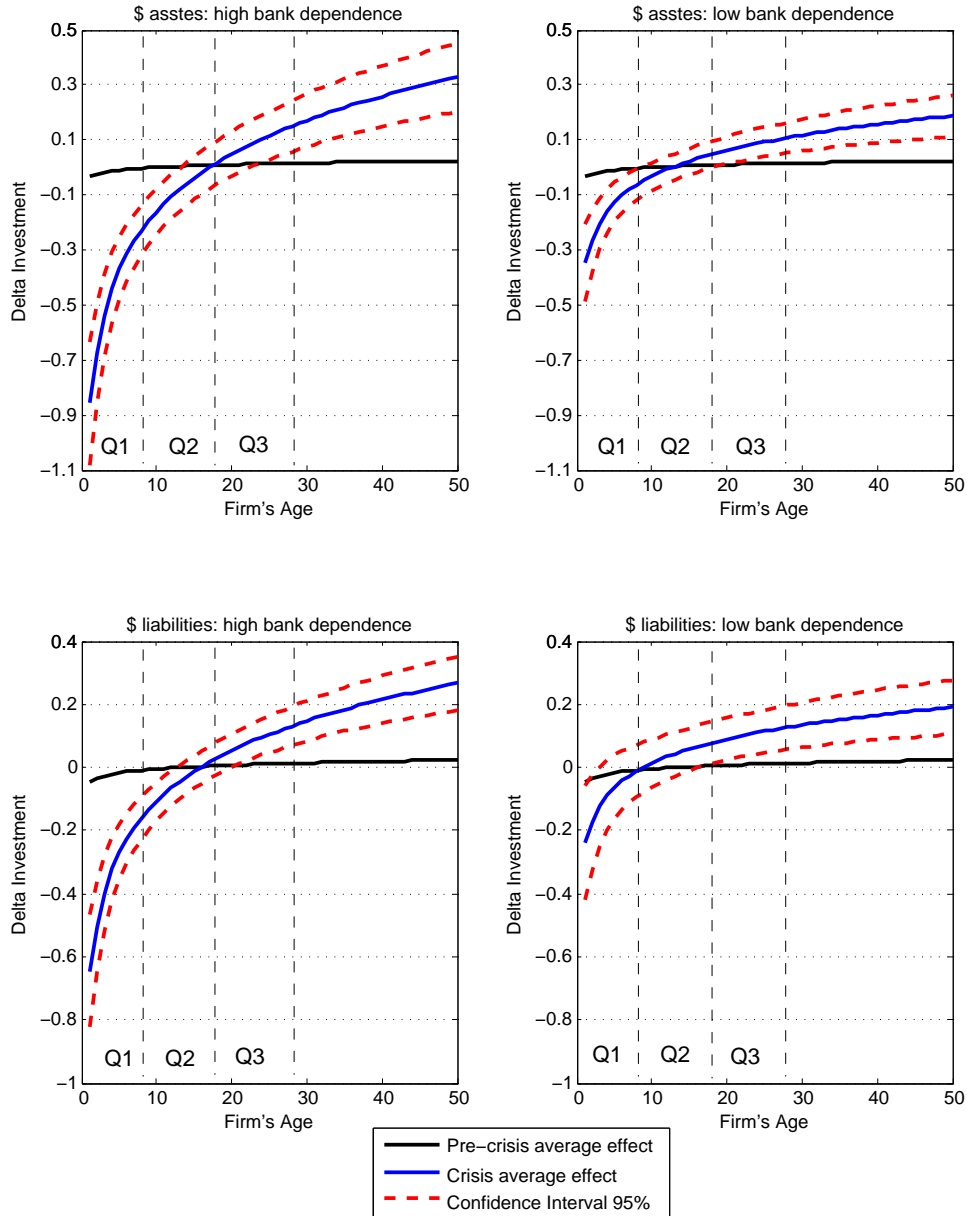 $ asstes: high bank dependence
0.5
0.3
0.1
−0.1
−0.3
−0.5
−0.7
−0.9
−1.1
Delta Investment
Q1 Q2 Q3
0 10 20 30 40 50
Firm's Age
$ asstes: low bank dependence
0.5
0.3
0.1
−0.1
−0.3
−0.5
−0.7
−0.9
−1.1
Delta Investment
Q1 Q2 Q3
0 10 20 30 40 50
Firm's Age
$ liabilities: high bank dependence
0.4
0.2
0
−0.2
−0.4
−0.6
−0.8
−1
Delta Investment
Q1 Q2 Q3
0 10 20 30 40 50
Firm's Age
$ liabilities: low bank dependence
0.4
0.2
0
−0.2
−0.4
−0.6
−0.8
−1
Delta Investment
Q1 Q2 Q3
0 10 20 30 40 50
Firm's Age
Pre−crisis average effect
Crisis average effect
Confidence Interval 95%